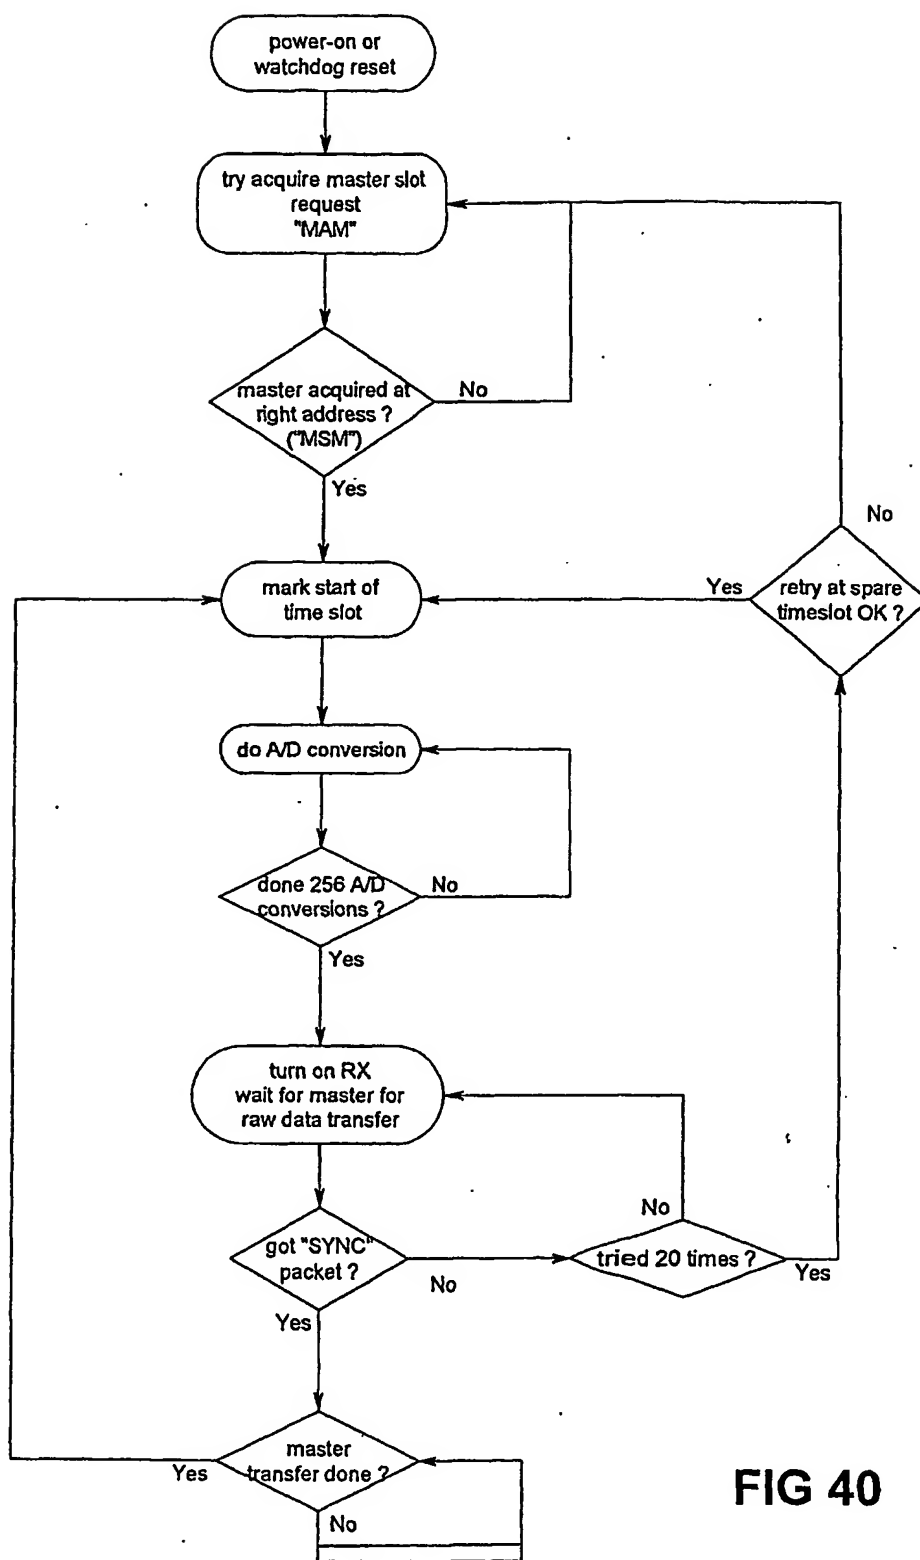 power-on or
watchdog reset
try acquire master slot
request
"MAM"
master acquired at
right address ?
("MSM")
No
Yes
No
mark start of
time slot
Yes
retry at spare
timeslot OK ?
do A/D conversion
done 256 A/D
conversions ?
No
Yes
turn on RX
wait for master for
raw data transfer
No
got "SYNC"
packet ?
No
tried 20 times ?
Yes
Yes
master
transfer done ?
Yes
No
FIG 40